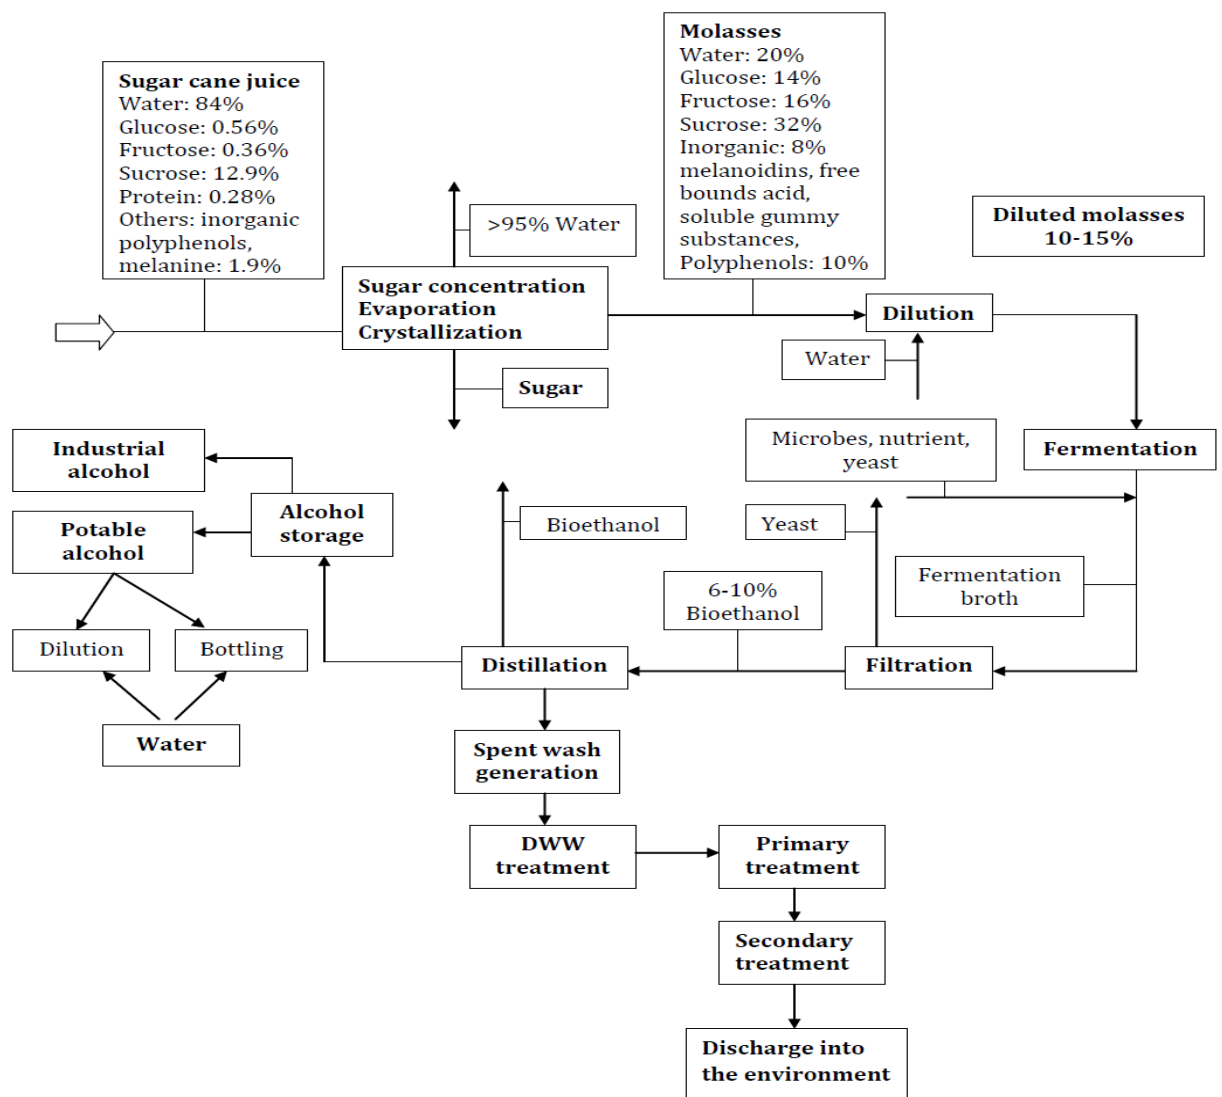 Sugar cane juice
Water: 84%
Glucose: 0.56%
Fructose: 0.36%
Sucrose: 12.9%
Protein: 0.28%
Others: inorganic
polyphenols,
melanine: 1.9%
>95% Water
Molasses
Water: 20%
Glucose: 14%
Fructose: 16%
Sucrose: 32%
Inorganic: 8%
melanoidins, free
bounds acid,
soluble gummy
substances,
Polyphenols: 10%
Diluted molasses
10-15%
Sugar concentration
Evaporation
Crystallization
Dilution
Water
Sugar
Microbes, nutrient,
yeast
Fermentation
Industrial
alcohol
Alcohol
storage
Potable
alcohol
Bioethanol
Yeast
Fermentation
broth
6-10%
Bioethanol
Dilution
Bottling
Distillation
Filtration
Water
Spent wash
generation
DWW
treatment
Primary
treatment
Secondary
treatment
Discharge into
the environment